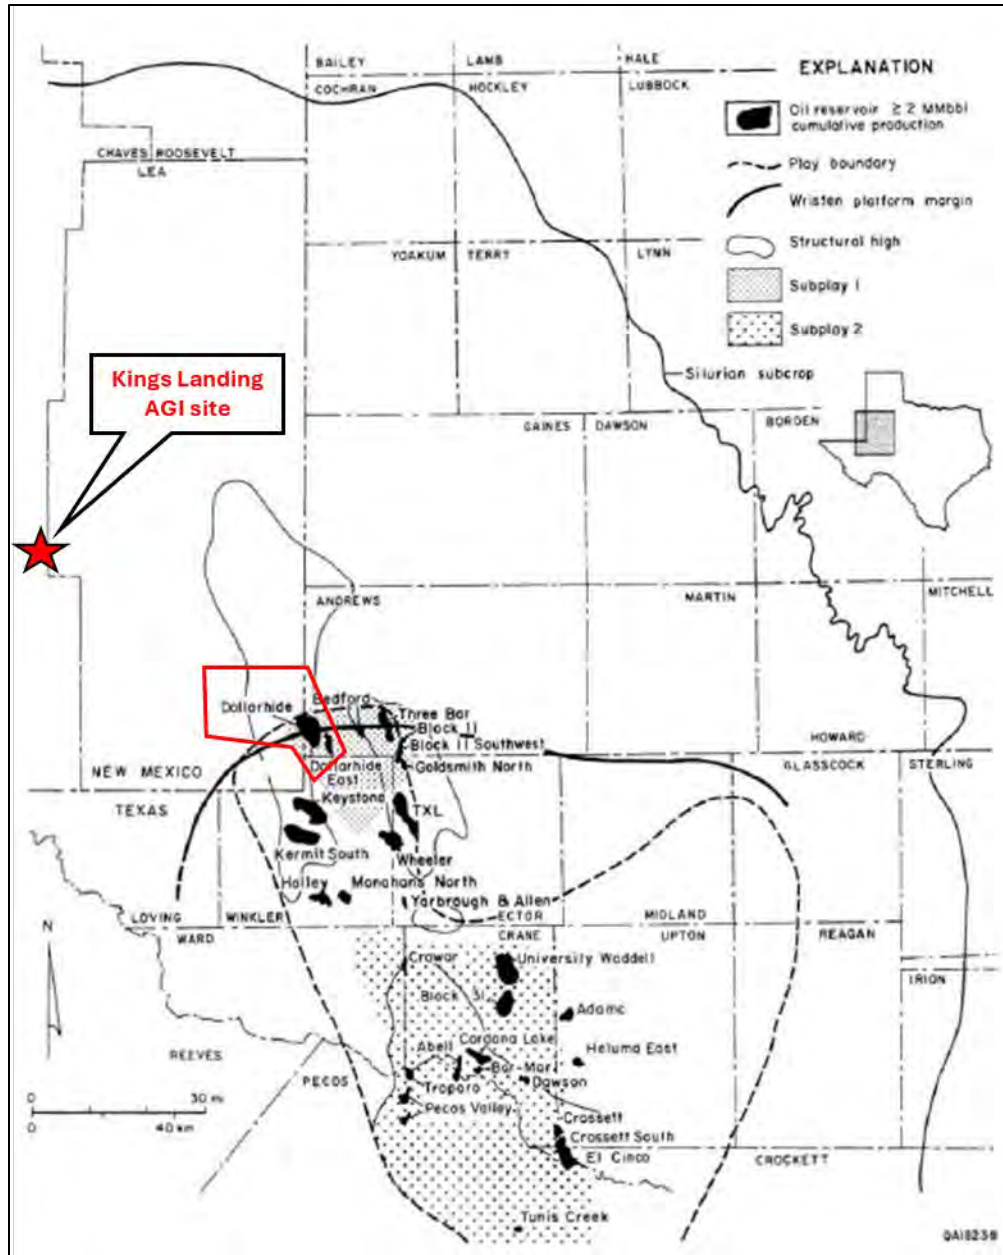 BAILEY
LAMB
HALE
COCHRAN
HOCKLEY
LUBBOCK
EXPLANATION
Oil reservoir ≥ 2 MMbbl
cumulative production
Play boundary
Wristen platform margin
Structural high
Subplay 1
Subplay 2
CHAVES
ROOSEVELT
LEA
YOAKUM
TERRY
LYNN
Silurian subcrop
Kings Landing
AGI site
GAINES
DAWSON
BORDEN
ANDREWS
MARTIN
MITCHELL
Bedford
Dollarhide
Three Bar
Block 11
Block 11 Southwest
Goldsmith North
Dollarhide
East
HOWARD
GLASSCOCK
STERLING
NEW MEXICO
TEXAS
Keystone
TXL
Kermit South
Wheeler
Halley
Monahans North
Yarbrough & Allen
LOVING
WINKLER
ECTOR
MIDLAND
N
WARD
CRANE
UPTON
REAGAN
Crawar
University Waddell
IRION
Block 31
Adamc
Cordona Lake
Abell
Heluma East
REEVES
Bar-Mar
PECOS
Troporo
Dawson
0
30 mi
Pecos Valley
0
40 km
Crossett
Crossett South
El Cinco
CROCKETT
Tunis Creek
QAI8236